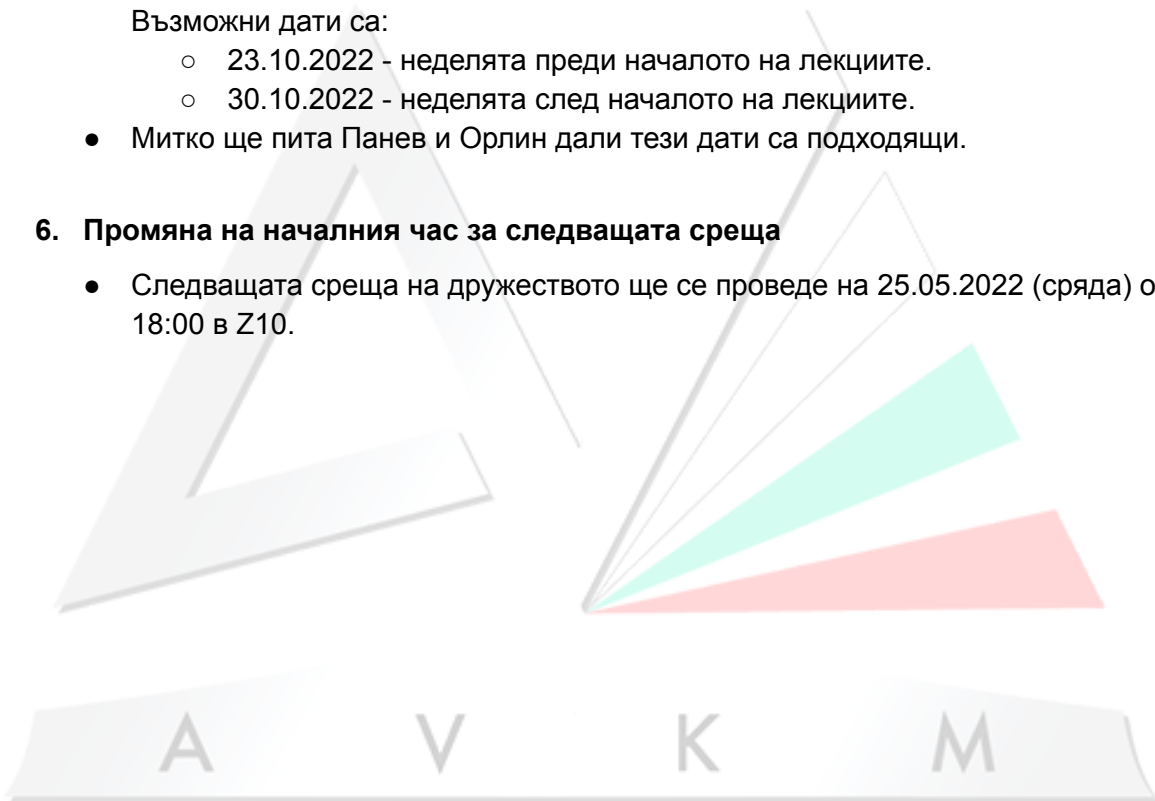 Възможни дати са:
○ 23.10.2022 - неделята преди началото на лекциите.
○ 30.10.2022 - неделята след началото на лекциите.
● Митко ще пита Панев и Орлин дали тези дати са подходящи.
6. Промяна на началния час за следващата среща
● Следващата среща на дружеството ще се проведе на 25.05.2022 (сряда) о
18:00 в Z10.
A V K M